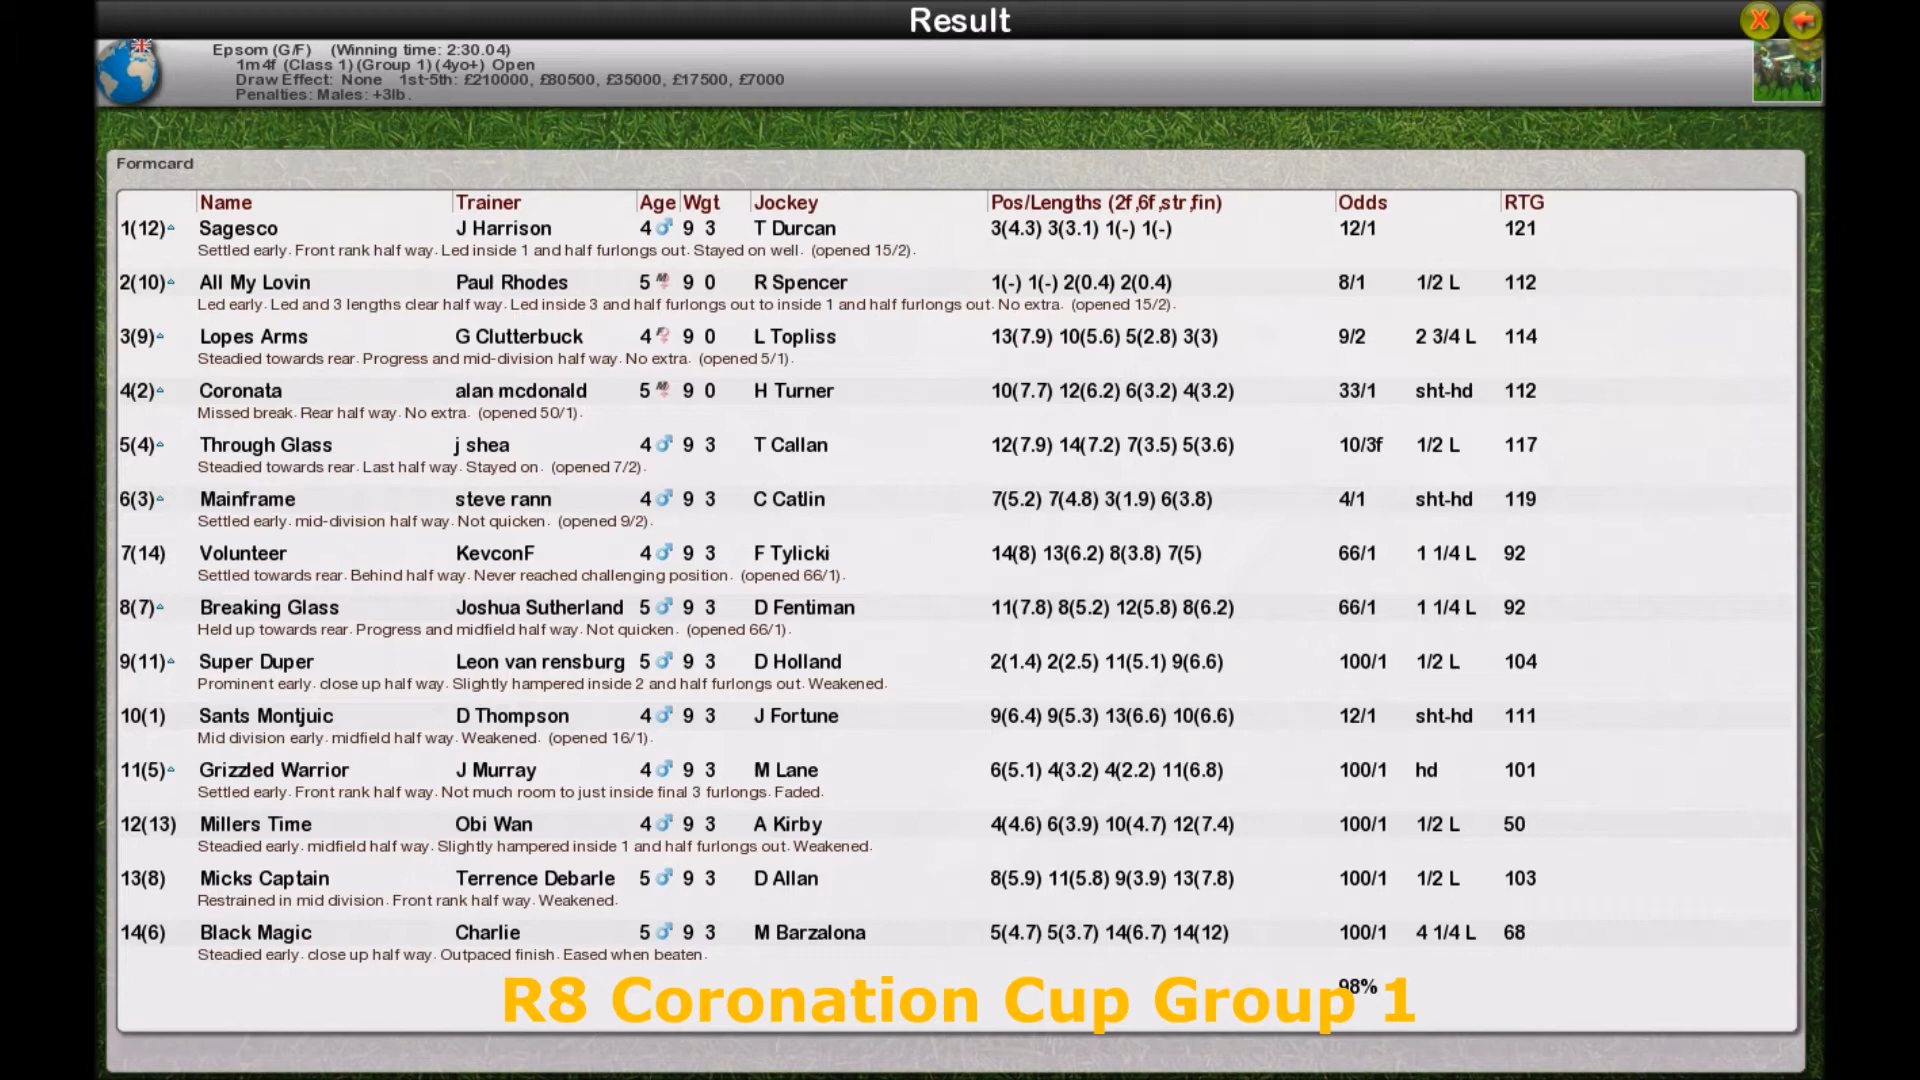 Result
Epsom (G/F) (Winning time: 2:30.04)
1m4f (Class 1) (Group 1) (4yo+) Open
Draw Effect: None 1st-5th: £210000, £80500, £35000, £17500, £7000
Penalties: Males: +3lb.
Formcard
Name Trainer Age Wgt Jockey Pos/Lengths (2f,6f,str,fin) Odds RTG
1(12) Sagesco J Harrison 4 9 3 T Durcan 3(4.3) 3(3.1) 1(-) 1(-) 12/1 121
Settled early. Front rank half way. Led inside 1 and half furlongs out. Stayed on well. (opened 15/2).
2(10) All My Lovin Paul Rhodes 5 M 9 0 R Spencer 1(-) 1(-) 2(0.4) 2(0.4) 8/1 1/2 L 112
Led early. Led and 3 lengths clear half way. Led inside 3 and half furlongs out to inside 1 and half furlongs out. No extra. (opened 15/2).
3(9) Lopes Arms G Clutterbuck 4 F 9 0 L Topliss 13(7.9) 10(5.6) 5(2.8) 3(3) 9/2 2 3/4 L 114
Steadied towards rear. Progress and mid-division half way. No extra. (opened 5/1).
4(2) Coronata alan mcdonald 5 M 9 0 H Turner 10(7.7) 12(6.2) 6(3.2) 4(3.2) 33/1 sht-hd 112
Missed break. Rear half way. No extra. (opened 50/1).
5(4) Through Glass j shea 4 9 3 T Callan 12(7.9) 14(7.2) 7(3.5) 5(3.6) 10/3f 1/2 L 117
Steadied towards rear. Last half way. Stayed on. (opened 7/2).
6(3) Mainframe steve rann 4 9 3 C Catlin 7(5.2) 7(4.8) 3(1.9) 6(3.8) 4/1 sht-hd 119
Settled early. mid-division half way. Not quicken. (opened 9/2).
7(14) Volunteer KevconF 4 9 3 F Tylicki 14(8) 13(6.2) 8(3.8) 7(5) 66/1 1 1/4 L 92
Settled towards rear. Behind half way. Never reached challenging position. (opened 66/1).
8(7) Breaking Glass Joshua Sutherland 5 9 3 D Fentiman 11(7.8) 8(5.2) 12(5.8) 8(6.2) 66/1 1 1/4 L 92
Held up towards rear. Progress and midfield half way. Not quicken. (opened 66/1).
9(11) Super Duper Leon van rensburg 5 9 3 D Holland 2(1.4) 2(2.5) 11(5.1) 9(6.6) 100/1 1/2 L 104
Prominent early. close up half way. Slightly hampered inside 2 and half furlongs out. Weakened.
10(1) Sants Montjuic D Thompson 4 9 3 J Fortune 9(6.4) 9(5.3) 13(6.6) 10(6.6) 12/1 sht-hd 111
Mid division early. midfield half way. Weakened. (opened 16/1).
11(5) Grizzled Warrior J Murray 4 9 3 M Lane 6(5.1) 4(3.2) 4(2.2) 11(6.8) 100/1 hd 101
Settled early. Front rank half way. Not much room to just inside final 3 furlongs. Faded.
12(13) Millers Time Obi Wan 4 9 3 A Kirby 4(4.6) 6(3.9) 10(4.7) 12(7.4) 100/1 1/2 L 50
Steadied early. midfield half way. Slightly hampered inside 1 and half furlongs out. Weakened.
13(8) Micks Captain Terrence Debarle 5 9 3 D Allan 8(5.9) 11(5.8) 9(3.9) 13(7.8) 100/1 1/2 L 103
Restrained in mid division. Front rank half way. Weakened.
14(6) Black Magic Charlie 5 9 3 M Barzalona 5(4.7) 5(3.7) 14(6.7) 14(12) 100/1 4 1/4 L 68
Steadied early. close up half way. Outpaced finish. Eased when beaten.
98%
R8 Coronation Cup Group 1